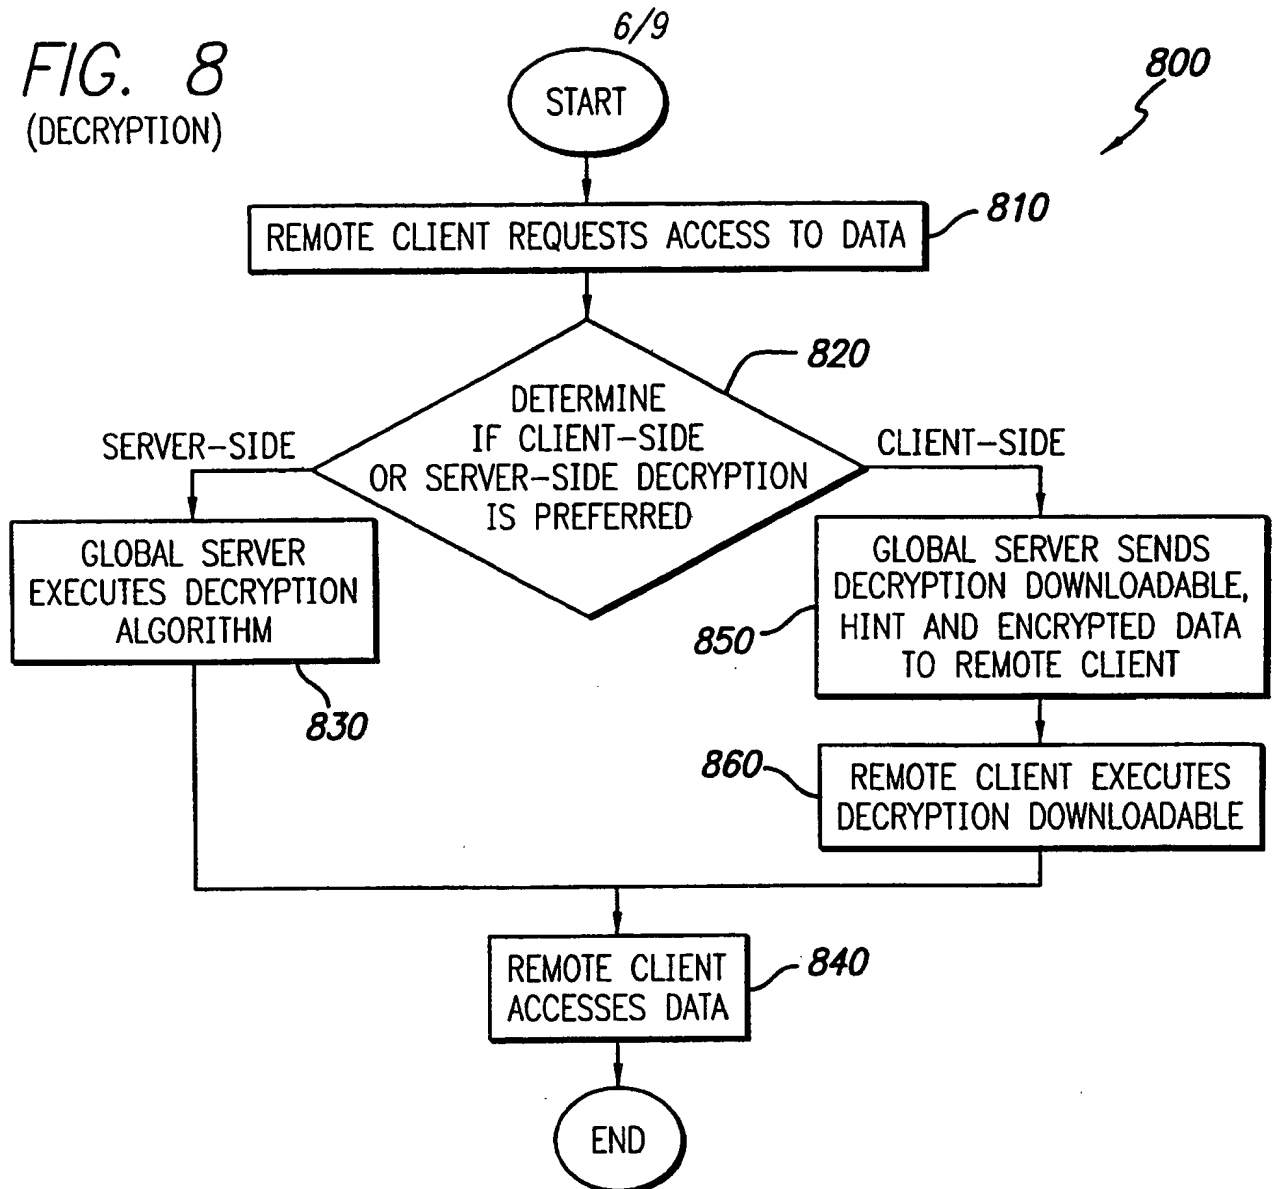 6/9
FIG. 8
(DECRYPTION)
800
START
REMOTE CLIENT REQUESTS ACCESS TO DATA
810
820
DETERMINE
IF CLIENT-SIDE
OR SERVER-SIDE DECRYPTION
IS PREFERRED
SERVER-SIDE
CLIENT-SIDE
GLOBAL SERVER
EXECUTES DECRYPTION
ALGORITHM
830
GLOBAL SERVER SENDS
DECRYPTION DOWNLOADABLE,
HINT AND ENCRYPTED DATA
TO REMOTE CLIENT
850
860
REMOTE CLIENT EXECUTES
DECRYPTION DOWNLOADABLE
REMOTE CLIENT
ACCESSES DATA
840
END